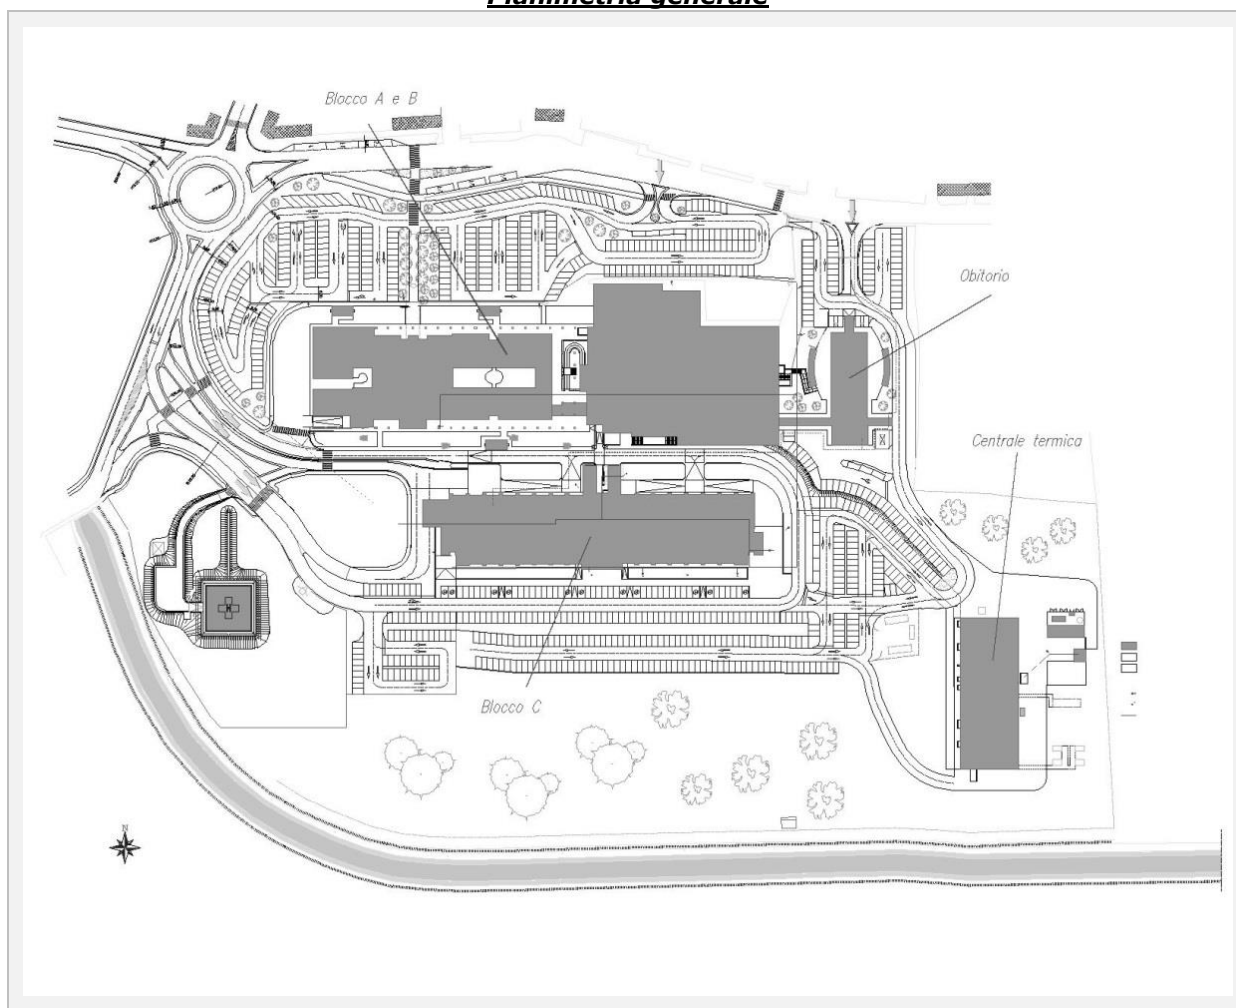 Planimetria generale
Blocco A e B
Obitorio
Centrale termica
Blocco C
N
H